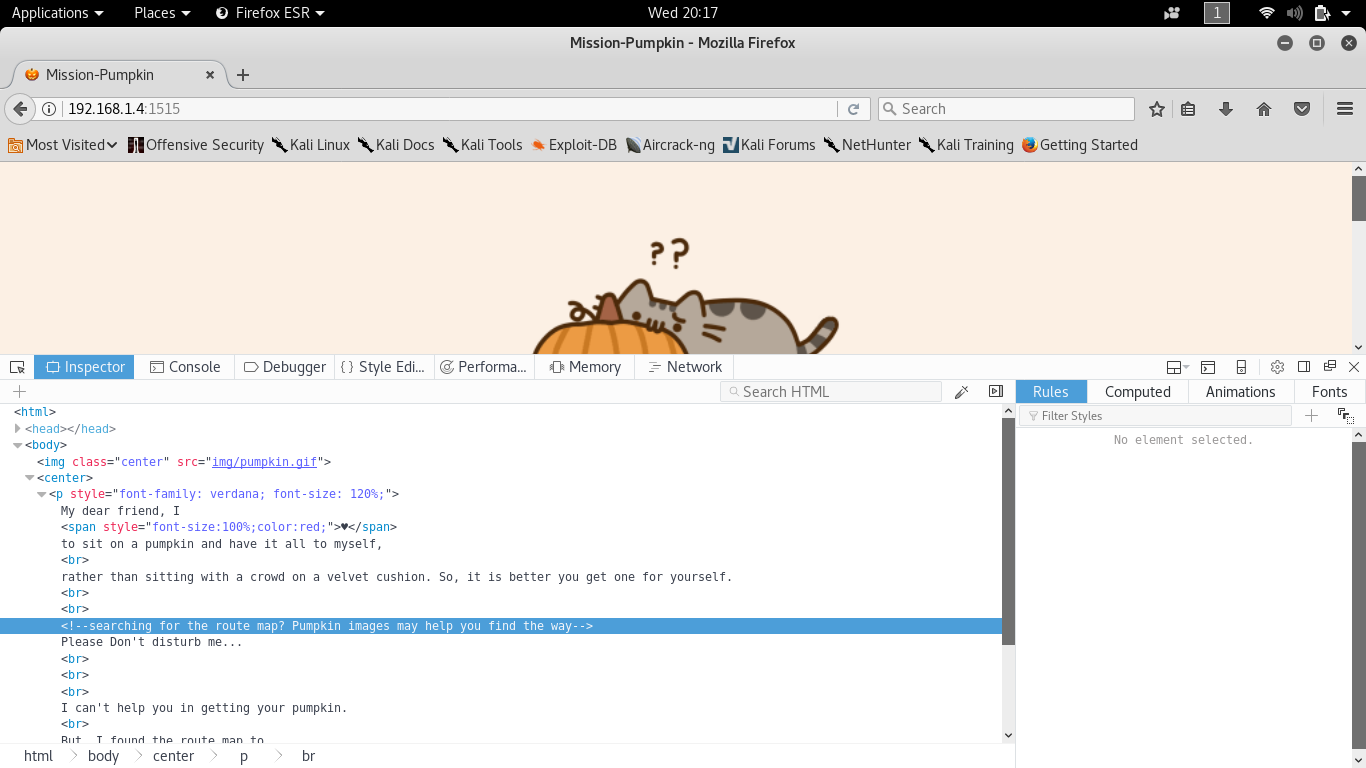 Applications Places Firefox ESR Wed 20:17 1
Mission-Pumpkin - Mozilla Firefox
Mission-Pumpkin
192.168.1.4:1515 Search
Most Visited Offensive Security Kali Linux Kali Docs Kali Tools Exploit-DB Aircrack-ng Kali Forums NetHunter Kali Training Getting Started
??
Inspector Console Debugger Style Edi... Performa... Memory Network
Search HTML Rules Computed Animations Fonts
<html> Filter Styles
<head></head>
No element selected.
<body>
<img class="center" src="img/pumpkin.gif">
<center>
<p style="font-family: verdana; font-size: 120%;">
My dear friend, I
<span style="font-size:100%;color:red;">♥</span>
to sit on a pumpkin and have it all to myself,
<br>
rather than sitting with a crowd on a velvet cushion. So, it is better you get one for yourself.
<br>
<br>
<!--searching for the route map? Pumpkin images may help you find the way-->
Please Don't disturb me...
<br>
<br>
<br>
I can't help you in getting your pumpkin.
<br>
But, I found the route map to
html body center p br